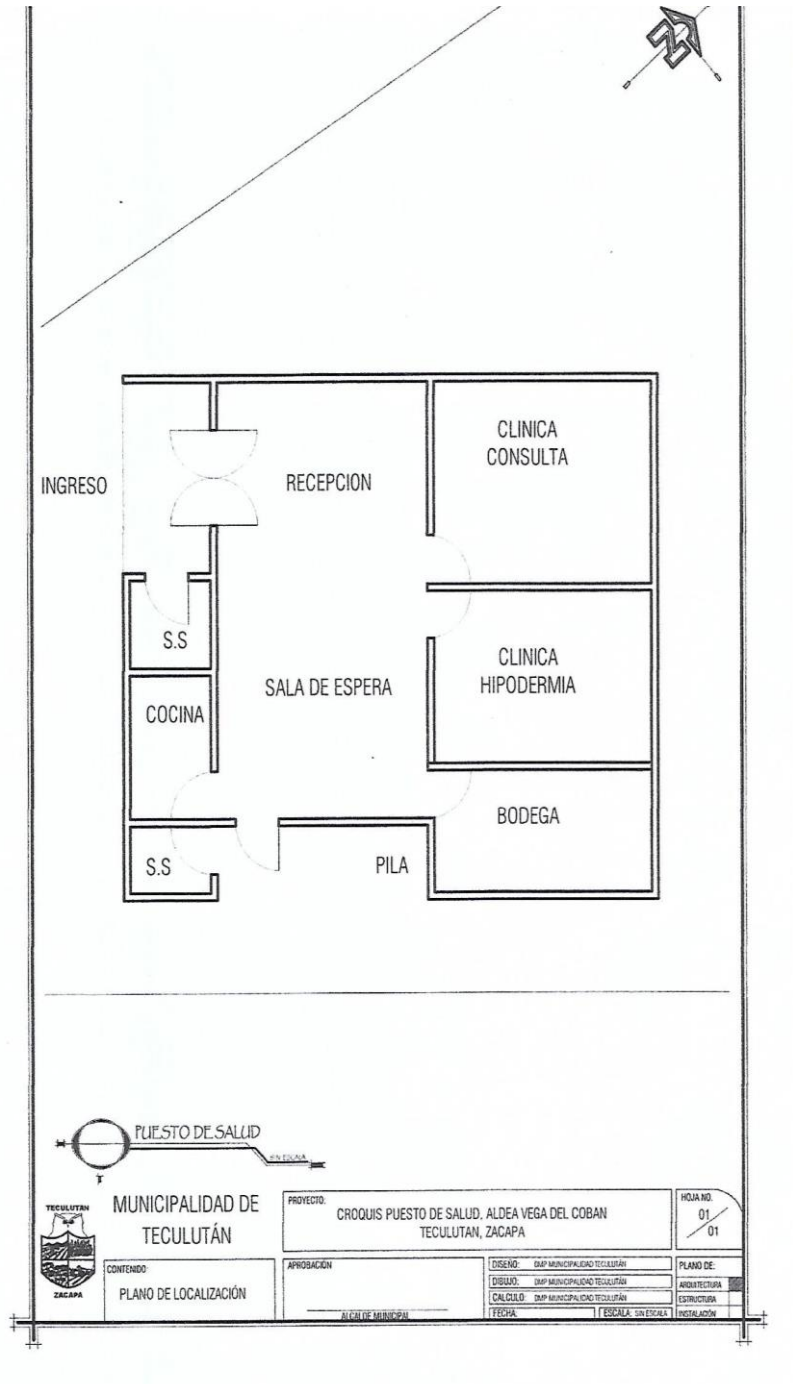 N
INGRESO
RECEPCION
CLINICA
CONSULTA
S.S
SALA DE ESPERA
CLINICA
HIPODERMIA
COCINA
BODEGA
S.S
PILA
PUESTO DE SALUD
SIN ESCALA
TECULUTAN
ZACAPA
MUNICIPALIDAD DE
TECULUTÁN
CONTENIDO:
PLANO DE LOCALIZACIÓN
PROYECTO:
CROQUIS PUESTO DE SALUD, ALDEA VEGA DEL COBAN
TECULUTAN, ZACAPA
APROBACIÓN
ALCALDE MUNICIPAL
DISEÑO: DMP MUNICIPALIDAD TECULUTÁN
DIBUJO: DMP MUNICIPALIDAD TECULUTÁN
CALCULO: DMP MUNICIPALIDAD TECULUTÁN
FECHA: ESCALA: SIN ESCALA
HOJA NO.
01
01
PLANO DE:
ARQUITECTURA
ESTRUCTURA
INSTALACIÓN